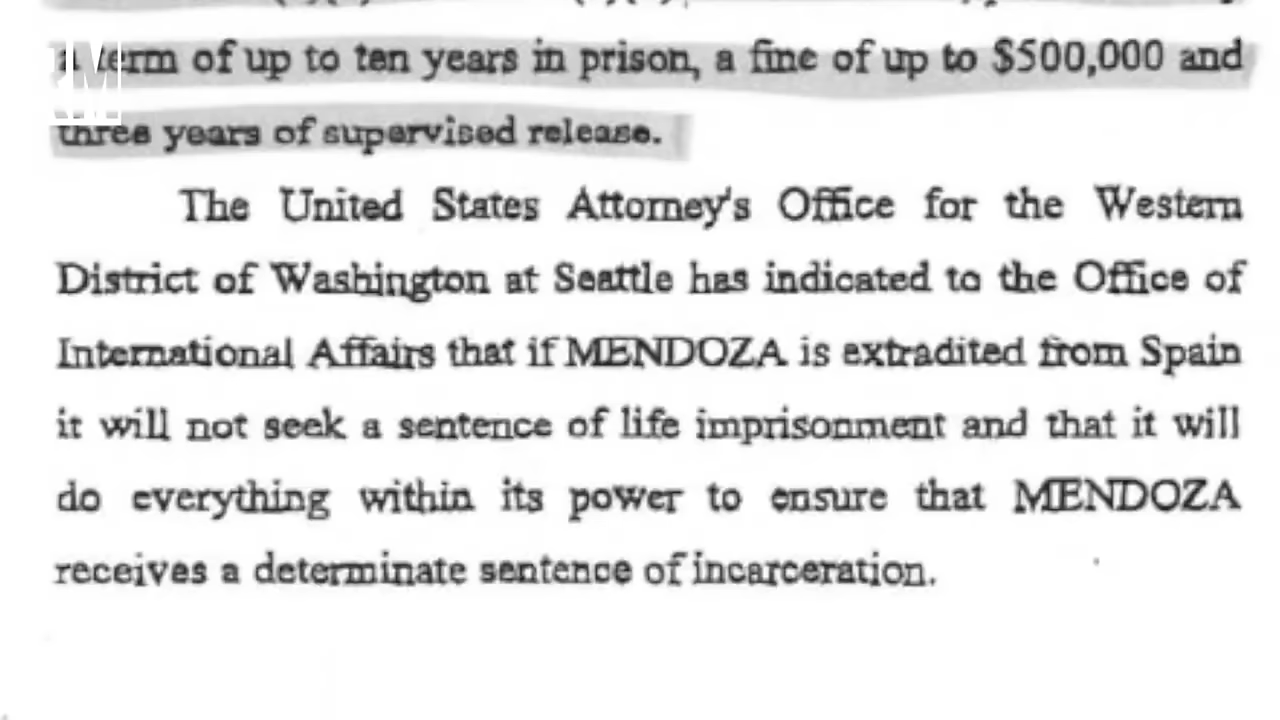 a term of up to ten years in prison, a fine of up to $500,000 and
three years of supervised release.
The United States Attorney's Office for the Western
District of Washington at Seattle has indicated to the Office of
International Affairs that if MENDOZA is extradited from Spain
it will not seek a sentence of life imprisonment and that it will
do everything within its power to ensure that MENDOZA
receives a determinate sentence of incarceration.